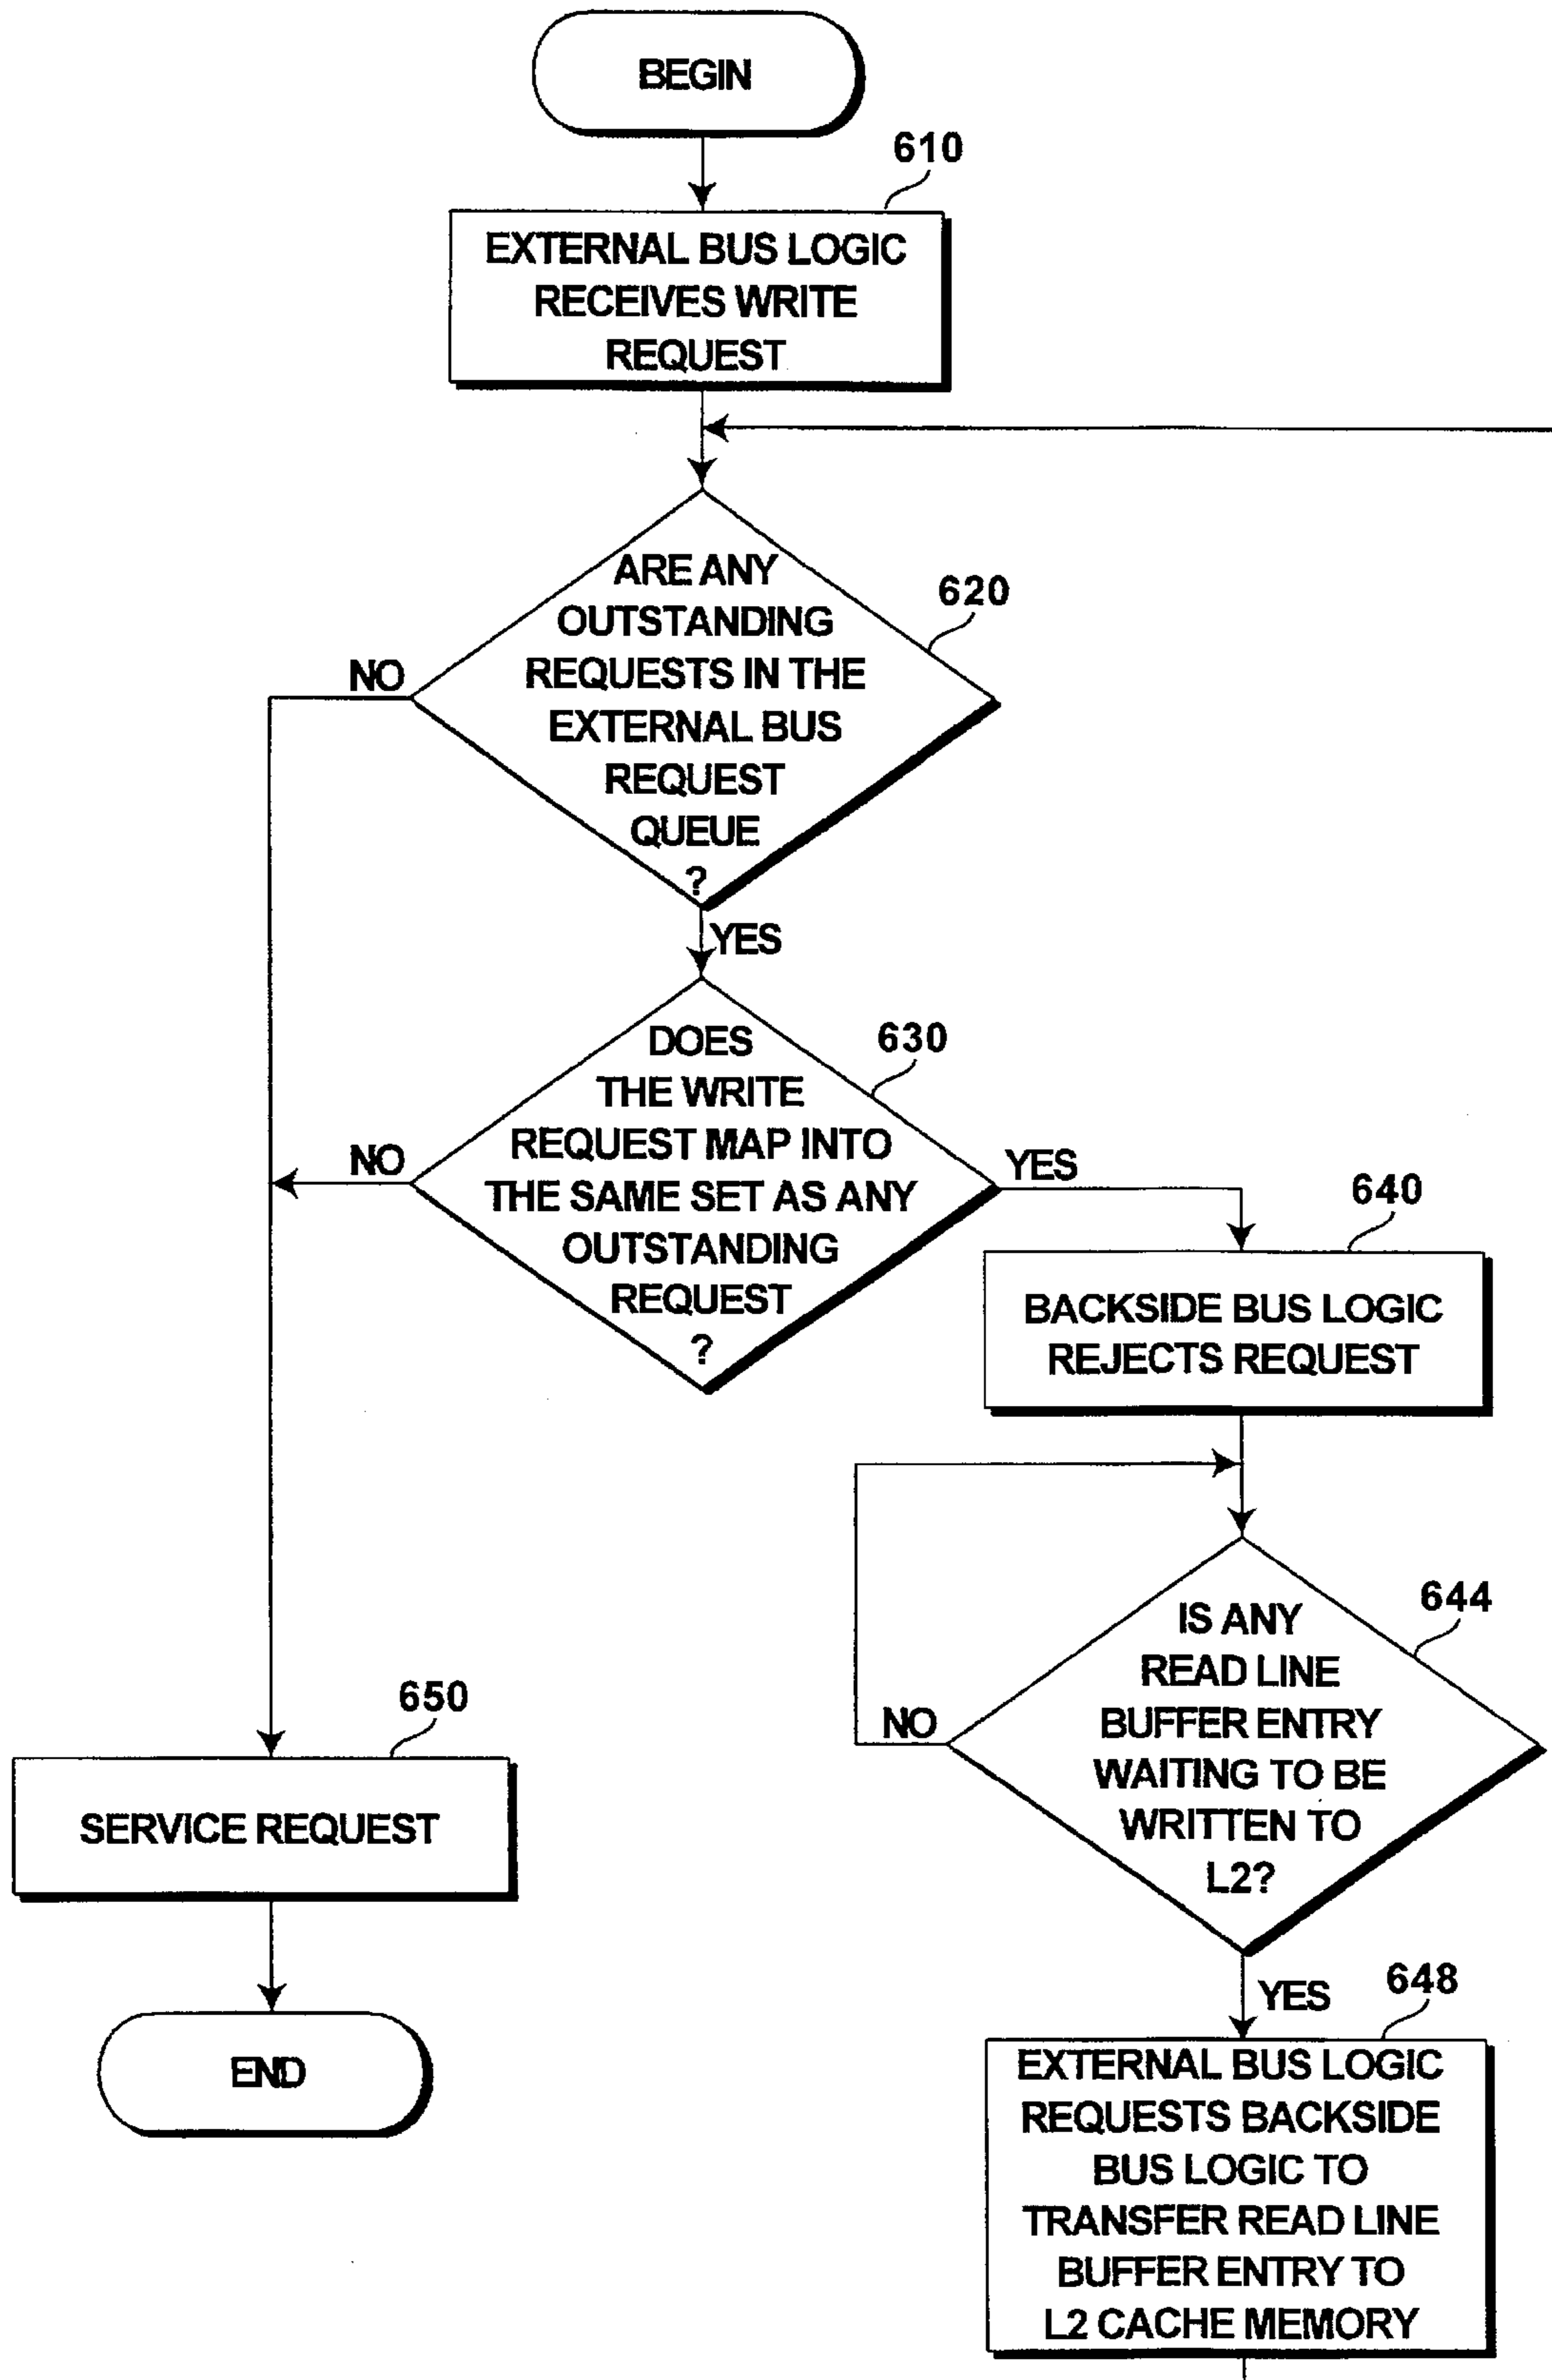 BEGIN
610
EXTERNAL BUS LOGIC
RECEIVES WRITE
REQUEST
ARE ANY
OUTSTANDING
REQUESTS IN THE
EXTERNAL BUS
REQUEST
QUEUE
?
620
NO
YES
DOES
THE WRITE
REQUEST MAP INTO
THE SAME SET AS ANY
OUTSTANDING
REQUEST
?
630
NO
YES
640
BACKSIDE BUS LOGIC
REJECTS REQUEST
IS ANY
READ LINE
BUFFER ENTRY
WAITING TO BE
WRITTEN TO
L2?
644
NO
YES
650
SERVICE REQUEST
END
648
EXTERNAL BUS LOGIC
REQUESTS BACKSIDE
BUS LOGIC TO
TRANSFER READ LINE
BUFFER ENTRY TO
L2 CACHE MEMORY